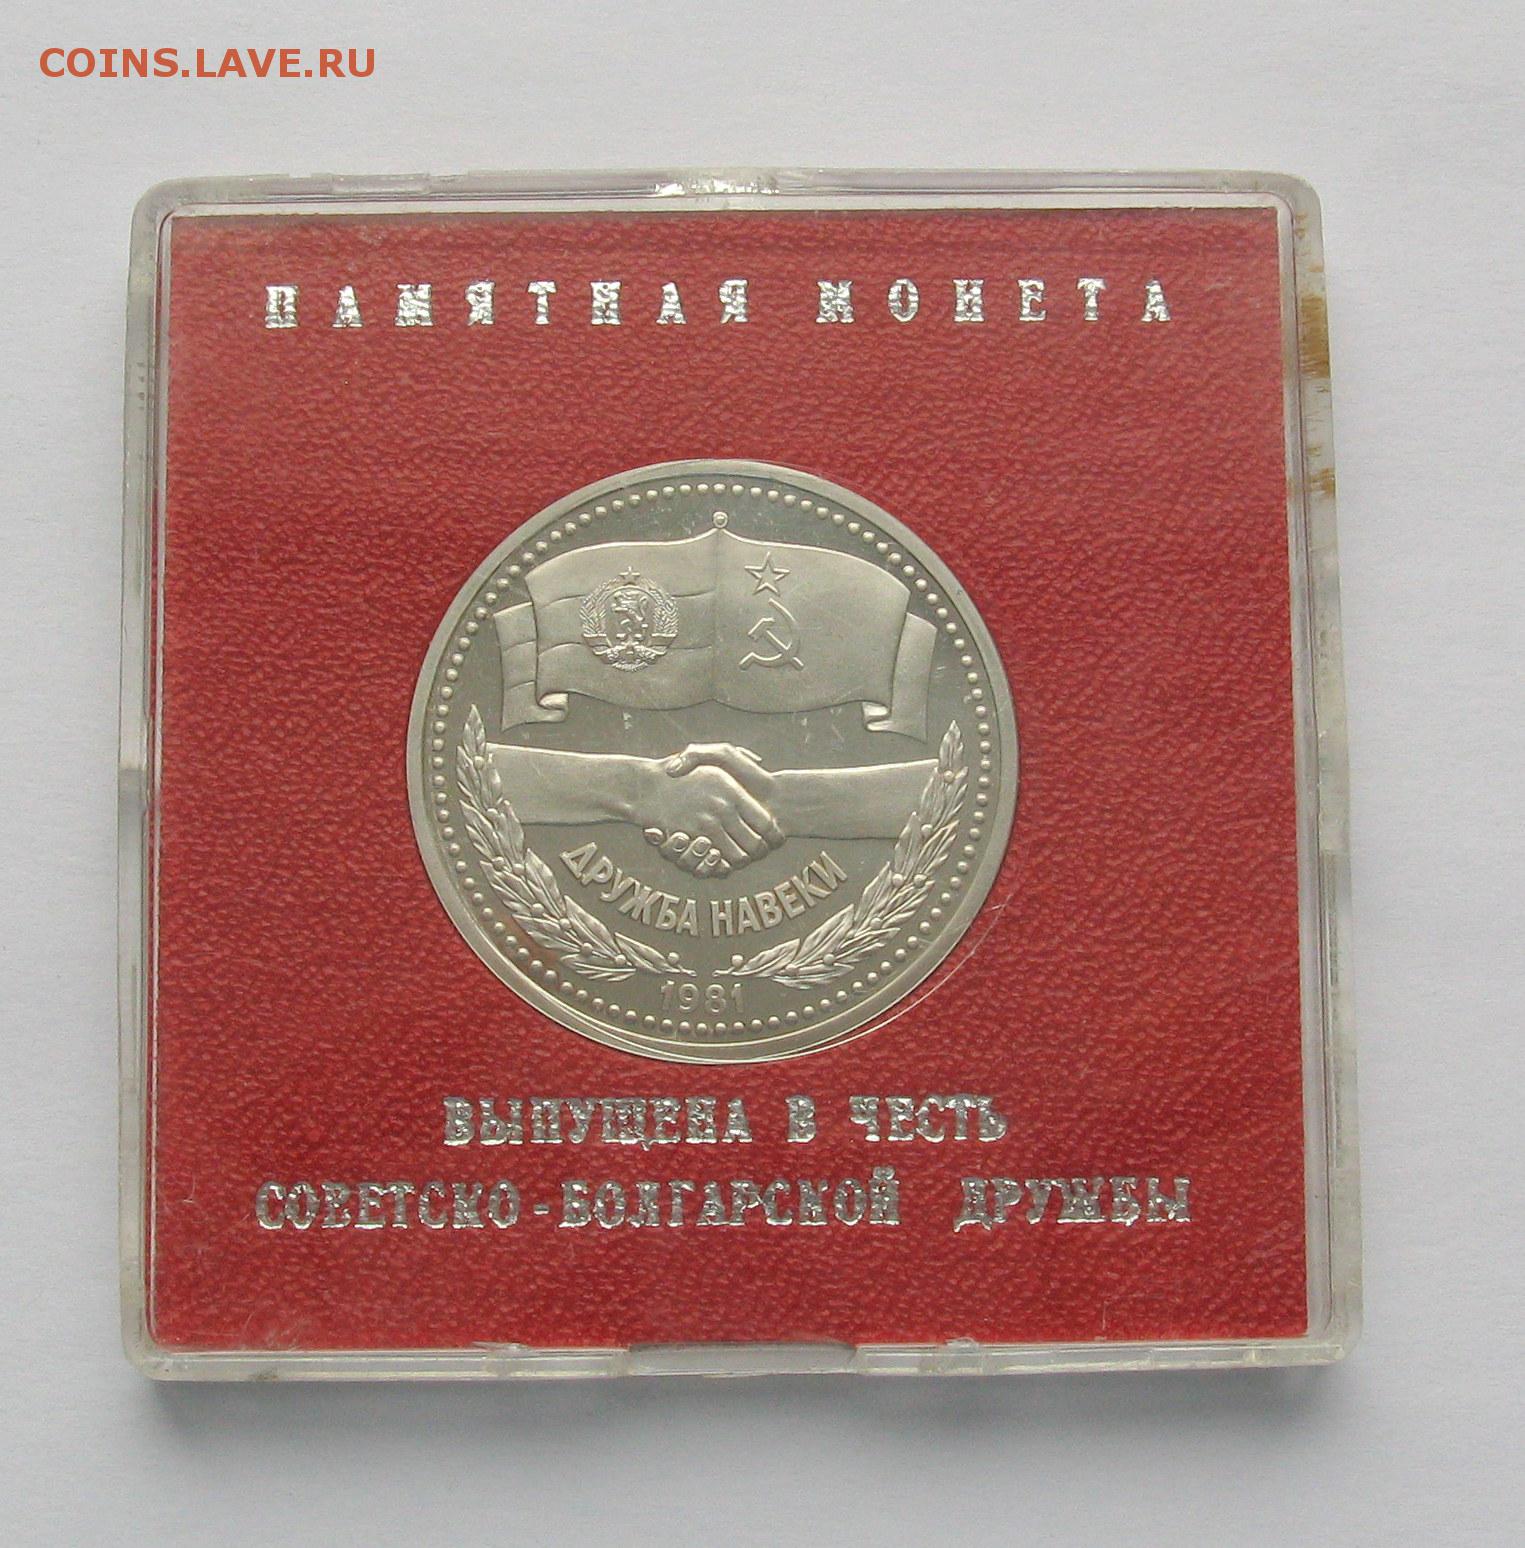 COINS.LAVE.RU
ПАМЯТНАЯ МОНЕТА
ДРУЖБА НАВЕКИ
1981
ВЫПУЩЕНА В ЧЕСТЬ
СОВЕТСКО-БОЛГАРСКОЙ ДРУЖБЫ